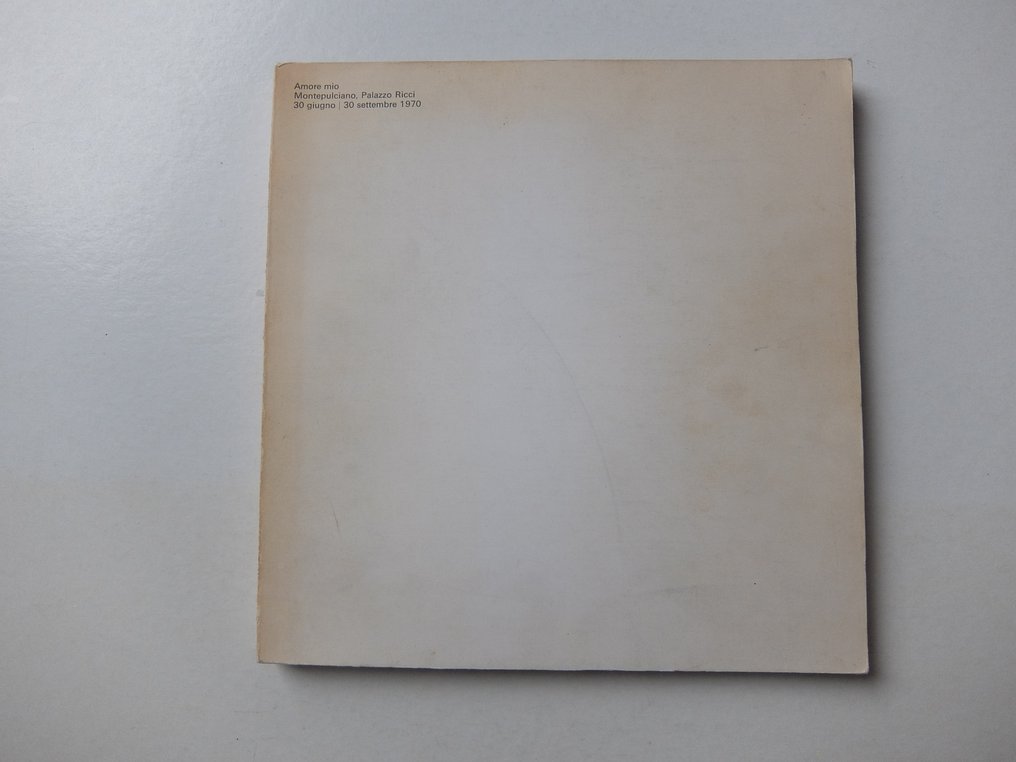 Amore mio
Montepulciano, Palazzo Ricci
30 giugno | 30 settembre 1970